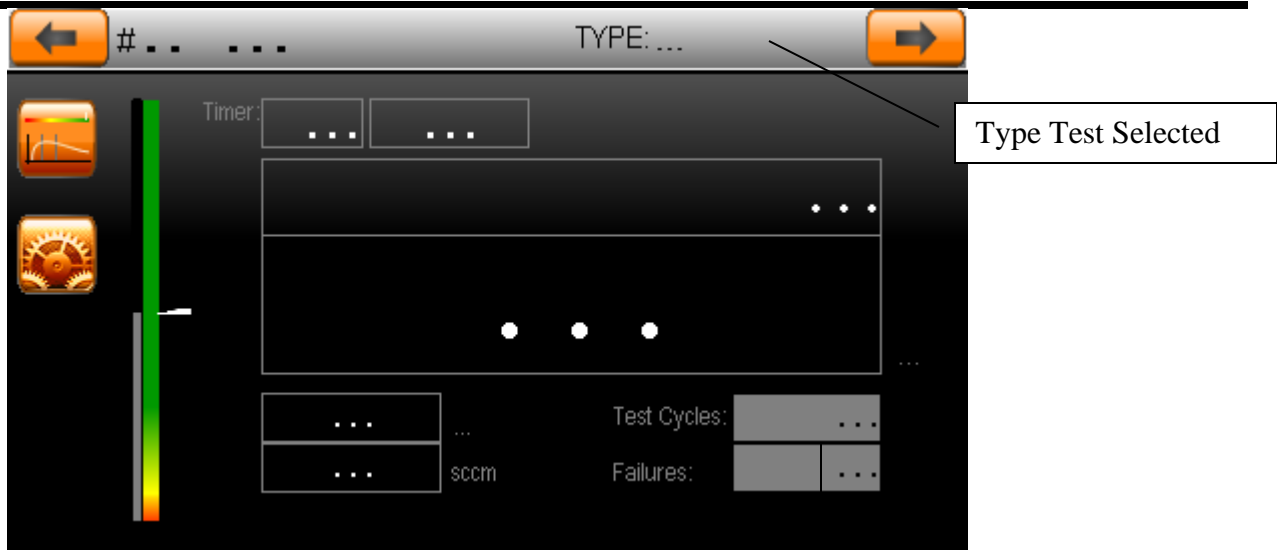 #.. ... TYPE: ...
Type Test Selected
Timer: ... ...
...
...
...
... ...
Test Cycles: ...
... sccm
Failures: ...